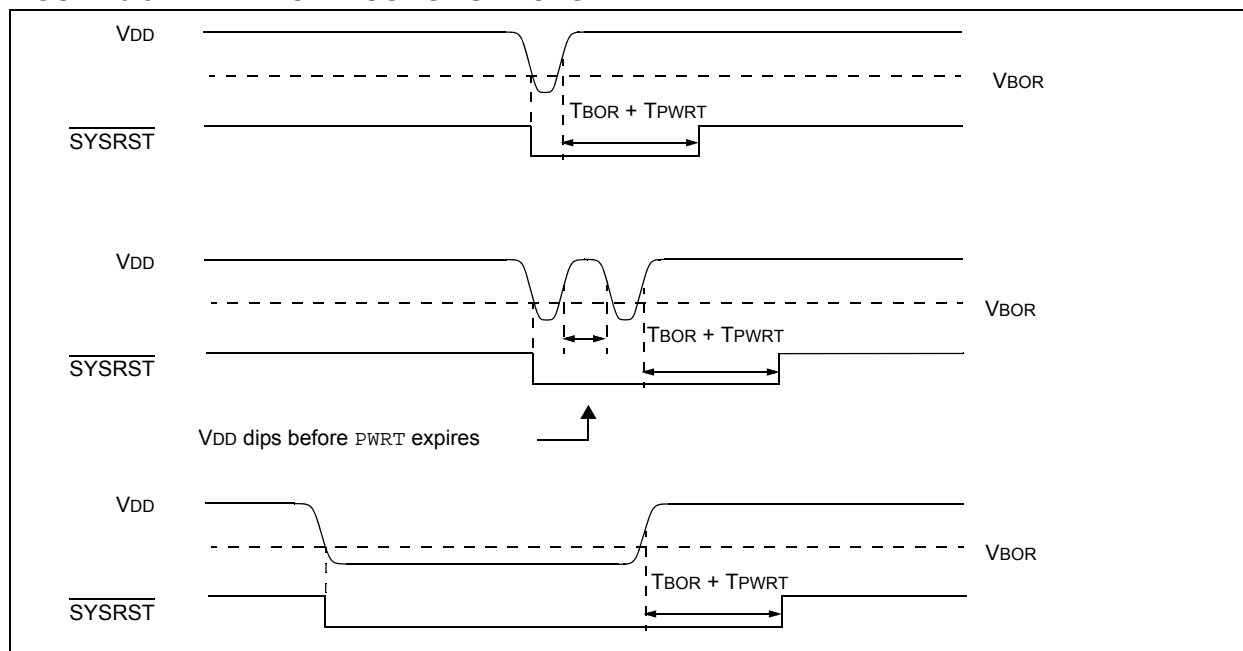 VDD
VBOR
TBOR + TPWRT
SYSRST
VDD
VBOR
TBOR + TPWRT
SYSRST
VDD dips before PWRT expires
VDD
VBOR
TBOR + TPWRT
SYSRST